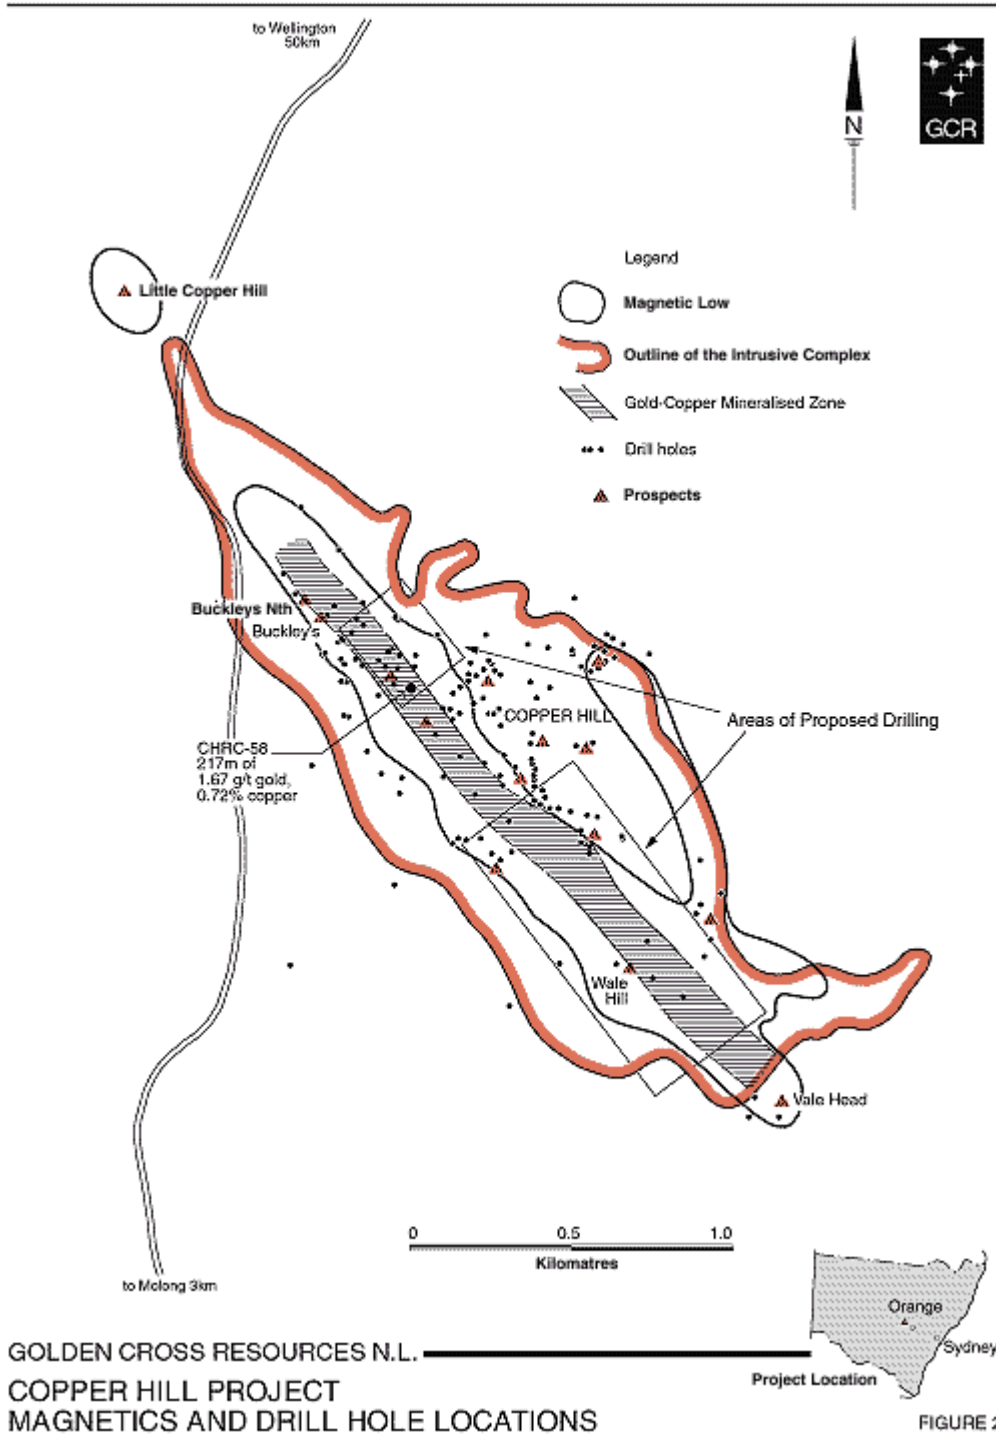 to Wellington
50km
N
GCR
Legend
Magnetic Low
Outline of the Intrusive Complex
Gold-Copper Mineralised Zone
Drill holes
Prospects
Little Copper Hill
Buckleys Nth
Buckley's
COPPER HILL
Areas of Proposed Drilling
CHRC-58
217m of
1.67 g/t gold,
0.72% copper
Wale
Hill
Vale Head
0 0.5 1.0
Kilomatres
to Molong 3km
Orange
Sydney
Project Location
GOLDEN CROSS RESOURCES N.L.
COPPER HILL PROJECT
MAGNETICS AND DRILL HOLE LOCATIONS
FIGURE 2